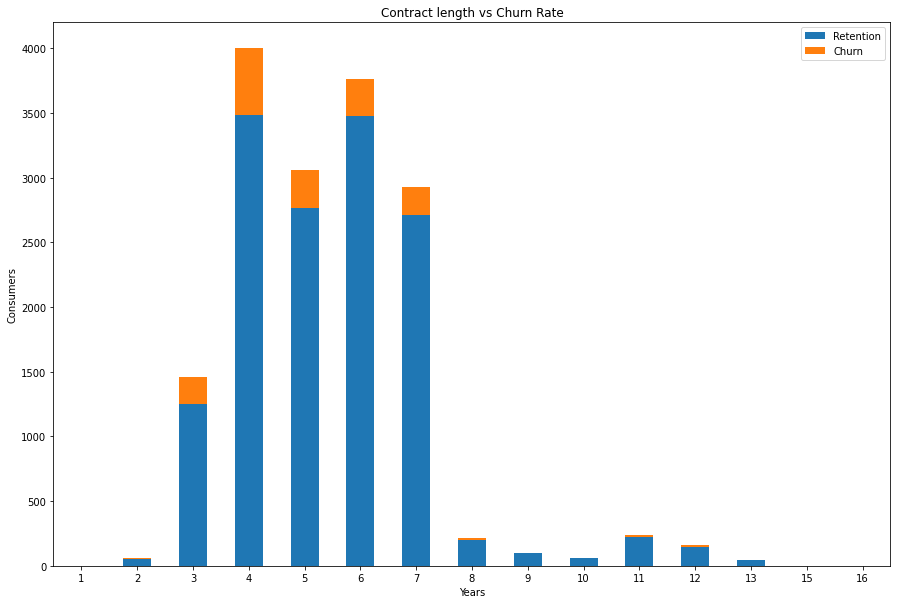 Contract length vs Churn Rate
Retention
Churn
4000
3500
3000
2500
2000
1500
1000
500
0
Consumers
1 2 3 4 5 6 7 8 9 10 11 12 13 15 16
Years